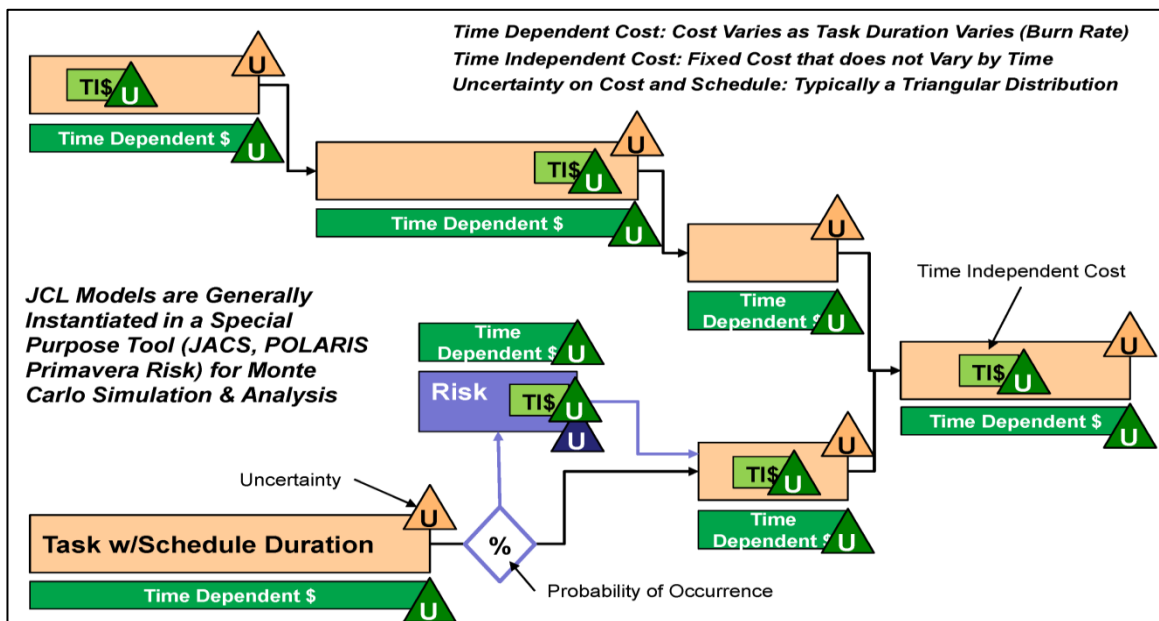 Time Dependent Cost: Cost Varies as Task Duration Varies (Burn Rate)
Time Independent Cost: Fixed Cost that does not Vary by Time
Uncertainty on Cost and Schedule: Typically a Triangular Distribution
U
TI$
U
Time Dependent $
U
U
TI$
U
Time Dependent $
U
U
Time
Dependent $
U
JCL Models are Generally
Instantiated in a Special
Purpose Tool (JACS, POLARIS
Primavera Risk) for Monte
Carlo Simulation & Analysis
Time Independent Cost
U
TI$
U
Time Dependent $
U
Time
Dependent $
U
Risk
TI$
U
U
U
TI$
U
Time
Dependent $
U
Uncertainty
U
Task w/Schedule Duration
%
Probability of Occurrence
Time Dependent $
U